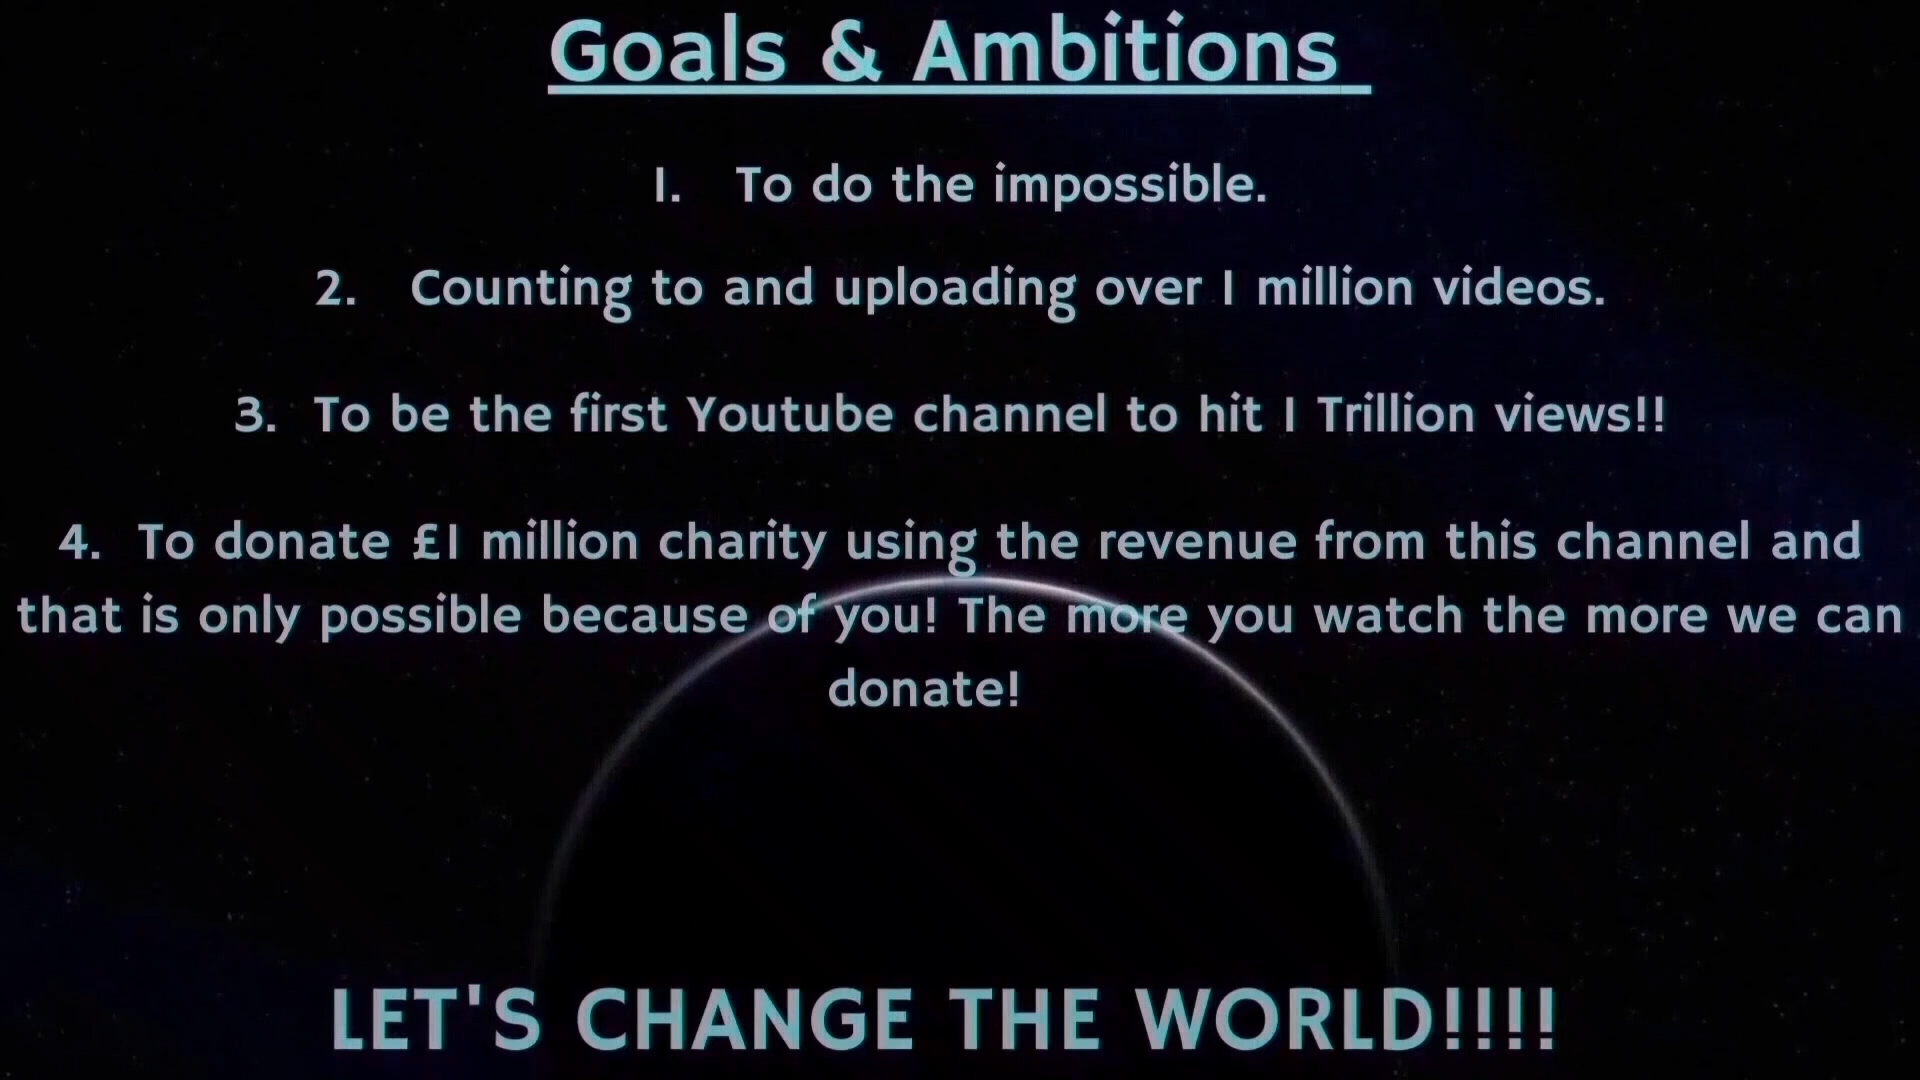 Goals & Ambitions
1. To do the impossible.
2. Counting to and uploading over 1 million videos.
3. To be the first Youtube channel to hit 1 Trillion views!!
4. To donate £1 million charity using the revenue from this channel and
that is only possible because of you! The more you watch the more we can
donate!
LET'S CHANGE THE WORLD!!!!